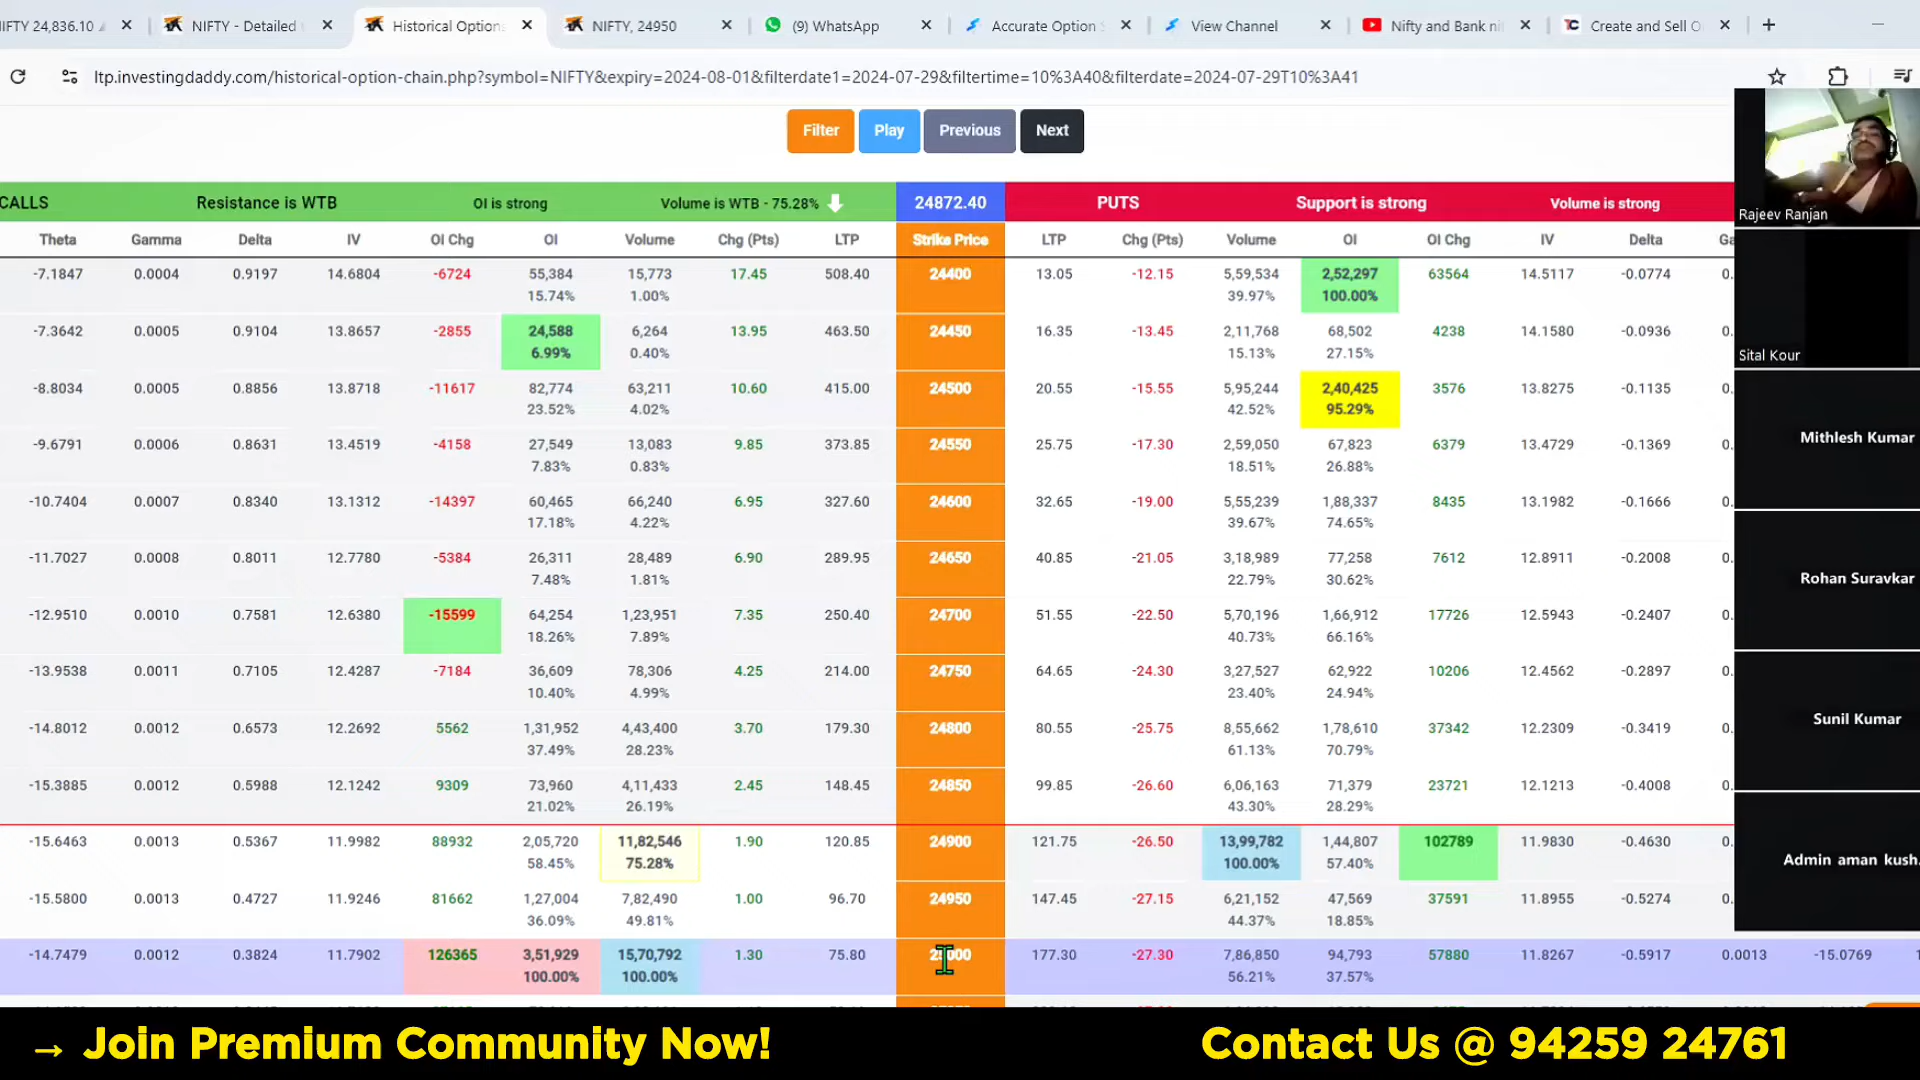 IFTY 24,836.10
NIFTY - Detailed
Historical Options
NIFTY, 24950
(9) WhatsApp
Accurate Option
View Channel
Nifty and Bank ni
Create and Sell O
ltp.investingdaddy.com/historical-option-chain.php?symbol=NIFTY&expiry=2024-08-01&filterdate1=2024-07-29&filtertime=10%3A40&filterdate=2024-07-29T10%3A41
Filter Play Previous Next
CALLS Resistance is WTB OI is strong Volume is WTB - 75.28% 24872.40 PUTS Support is strong Volume is strong
Theta Gamma Delta IV OI Chg OI Volume Chg (Pts) LTP Strike Price LTP Chg (Pts) Volume OI OI Chg IV Delta Ga
-7.1847 0.0004 0.9197 14.6804 -6724 55,384 15,773 17.45 508.40 24400 13.05 -12.15 5,59,534 2,52,297 63564 14.5117 -0.0774 0.
15.74% 1.00% 39.97% 100.00%
-7.3642 0.0005 0.9104 13.8657 -2855 24,588 6,264 13.95 463.50 24450 16.35 -13.45 2,11,768 68,502 4238 14.1580 -0.0936 0.
6.99% 0.40% 15.13% 27.15%
-8.8034 0.0005 0.8856 13.8718 -11617 82,774 63,211 10.60 415.00 24500 20.55 -15.55 5,95,244 2,40,425 3576 13.8275 -0.1135 0.
23.52% 4.02% 42.52% 95.29%
-9.6791 0.0006 0.8631 13.4519 -4158 27,549 13,083 9.85 373.85 24550 25.75 -17.30 2,59,050 67,823 6379 13.4729 -0.1369 0.
7.83% 0.83% 18.51% 26.88%
-10.7404 0.0007 0.8340 13.1312 -14397 60,465 66,240 6.95 327.60 24600 32.65 -19.00 5,55,239 1,88,337 8435 13.1982 -0.1666 0.
17.18% 4.22% 39.67% 74.65%
-11.7027 0.0008 0.8011 12.7780 -5384 26,311 28,489 6.90 289.95 24650 40.85 -21.05 3,18,989 77,258 7612 12.8911 -0.2008 0.
7.48% 1.81% 22.79% 30.62%
-12.9510 0.0010 0.7581 12.6380 -15599 64,254 1,23,951 7.35 250.40 24700 51.55 -22.50 5,70,196 1,66,912 17726 12.5943 -0.2407 0.
18.26% 7.89% 40.73% 66.16%
-13.9538 0.0011 0.7105 12.4287 -7184 36,609 78,306 4.25 214.00 24750 64.65 -24.30 3,27,527 62,922 10206 12.4562 -0.2897 0.
10.40% 4.99% 23.40% 24.94%
-14.8012 0.0012 0.6573 12.2692 5562 1,31,952 4,43,400 3.70 179.30 24800 80.55 -25.75 8,55,662 1,78,610 37342 12.2309 -0.3419 0.
37.49% 28.23% 61.13% 70.79%
-15.3885 0.0012 0.5988 12.1242 9309 73,960 4,11,433 2.45 148.45 24850 99.85 -26.60 6,06,163 71,379 23721 12.1213 -0.4008 0.
21.02% 26.19% 43.30% 28.29%
-15.6463 0.0013 0.5367 11.9982 88932 2,05,720 11,82,546 1.90 120.85 24900 121.75 -26.50 13,99,782 1,44,807 102789 11.9830 -0.4630 0.
58.45% 75.28% 100.00% 57.40%
-15.5800 0.0013 0.4727 11.9246 81662 1,27,004 7,82,490 1.00 96.70 24950 147.45 -27.15 6,21,152 47,569 37591 11.8955 -0.5274 0.
36.09% 49.81% 44.37% 18.85%
-14.7479 0.0012 0.3824 11.7902 126365 3,51,929 15,70,792 1.30 75.80 25000 177.30 -27.30 7,86,850 94,793 57880 11.8267 -0.5917 0.0013 -15.0769
100.00% 100.00% 56.21% 37.57%
Rajeev Ranjan
Sital Kour
Mithlesh Kumar
Rohan Suravkar
Sunil Kumar
Admin aman kush.
→ Join Premium Community Now!
Contact Us @ 94259 24761